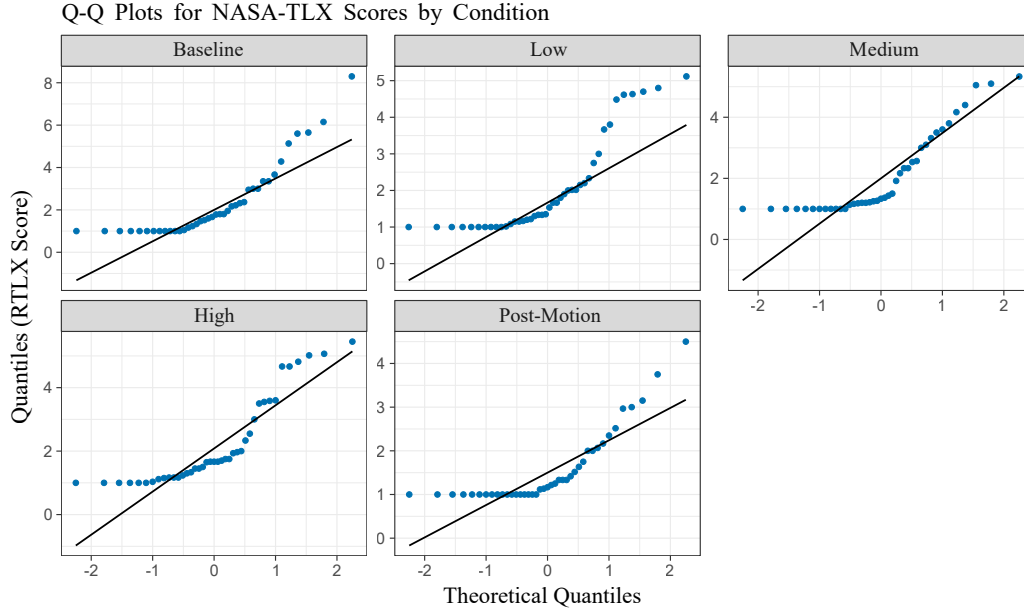 Q-Q Plots for NASA-TLX Scores by Condition
Baseline
Low
Medium
8
6
4
2
0
5
4
3
2
1
0
4
2
0
-2 -1 0 1 2
High
Post-Motion
4
2
0
4
3
2
1
0
-2 -1 0 1 2
-2 -1 0 1 2
Quantiles (RTLX Score)
Theoretical Quantiles